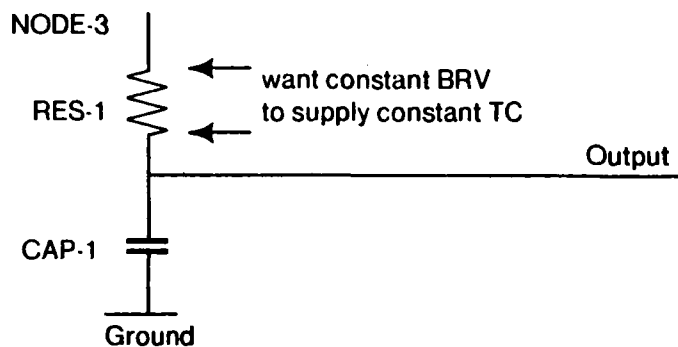 NODE-3
want constant BRV
to supply constant TC
RES-1
Output
CAP-1
Ground